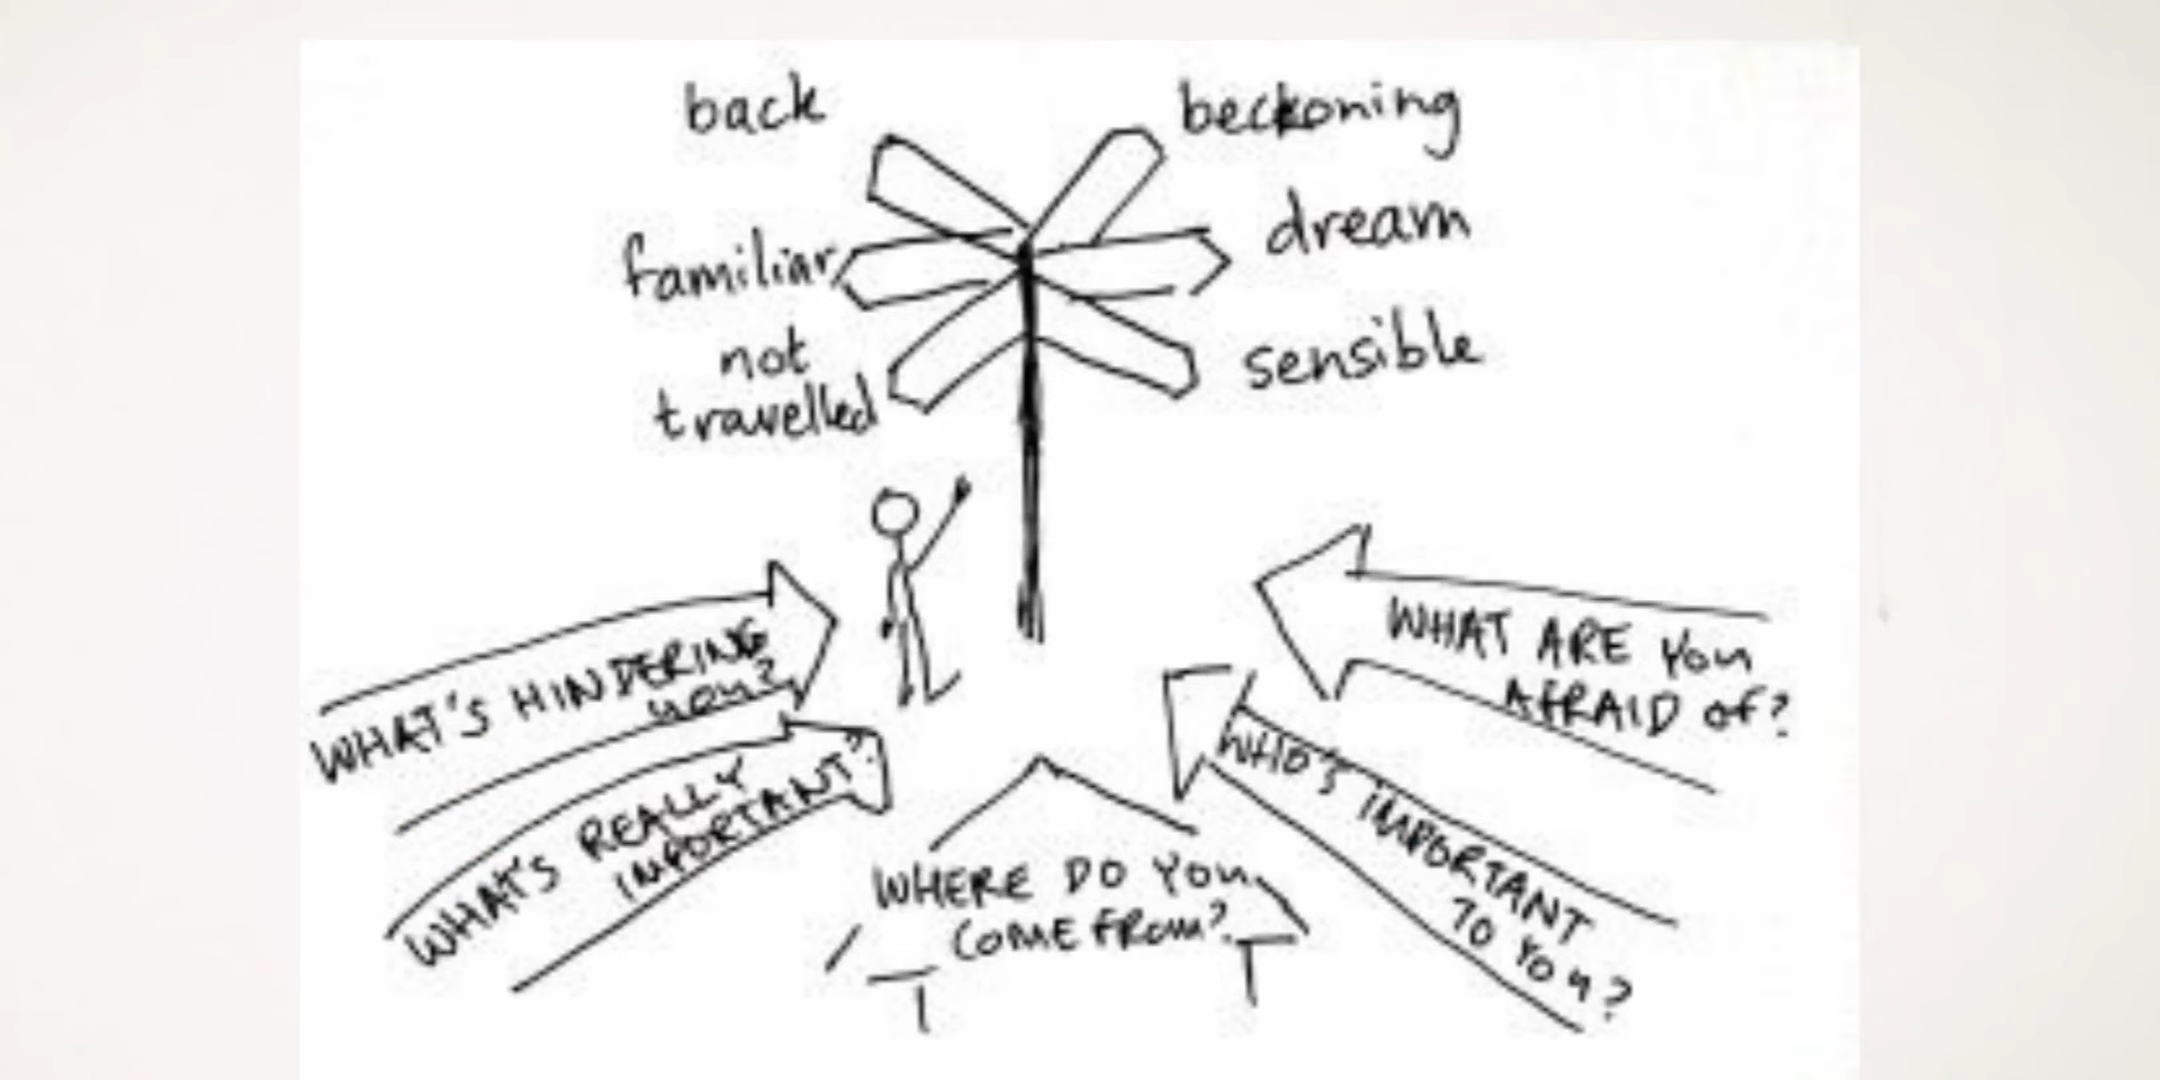 back
beckoning
familiar
dream
not
travelled
sensible
WHAT'S HINDERING
you?
WHAT ARE You
AFRAID of?
WHAT'S REALLY
IMPORTANT?
WHO'S IMPORTANT
TO YOU?
WHERE DO YOU
COME FROM?